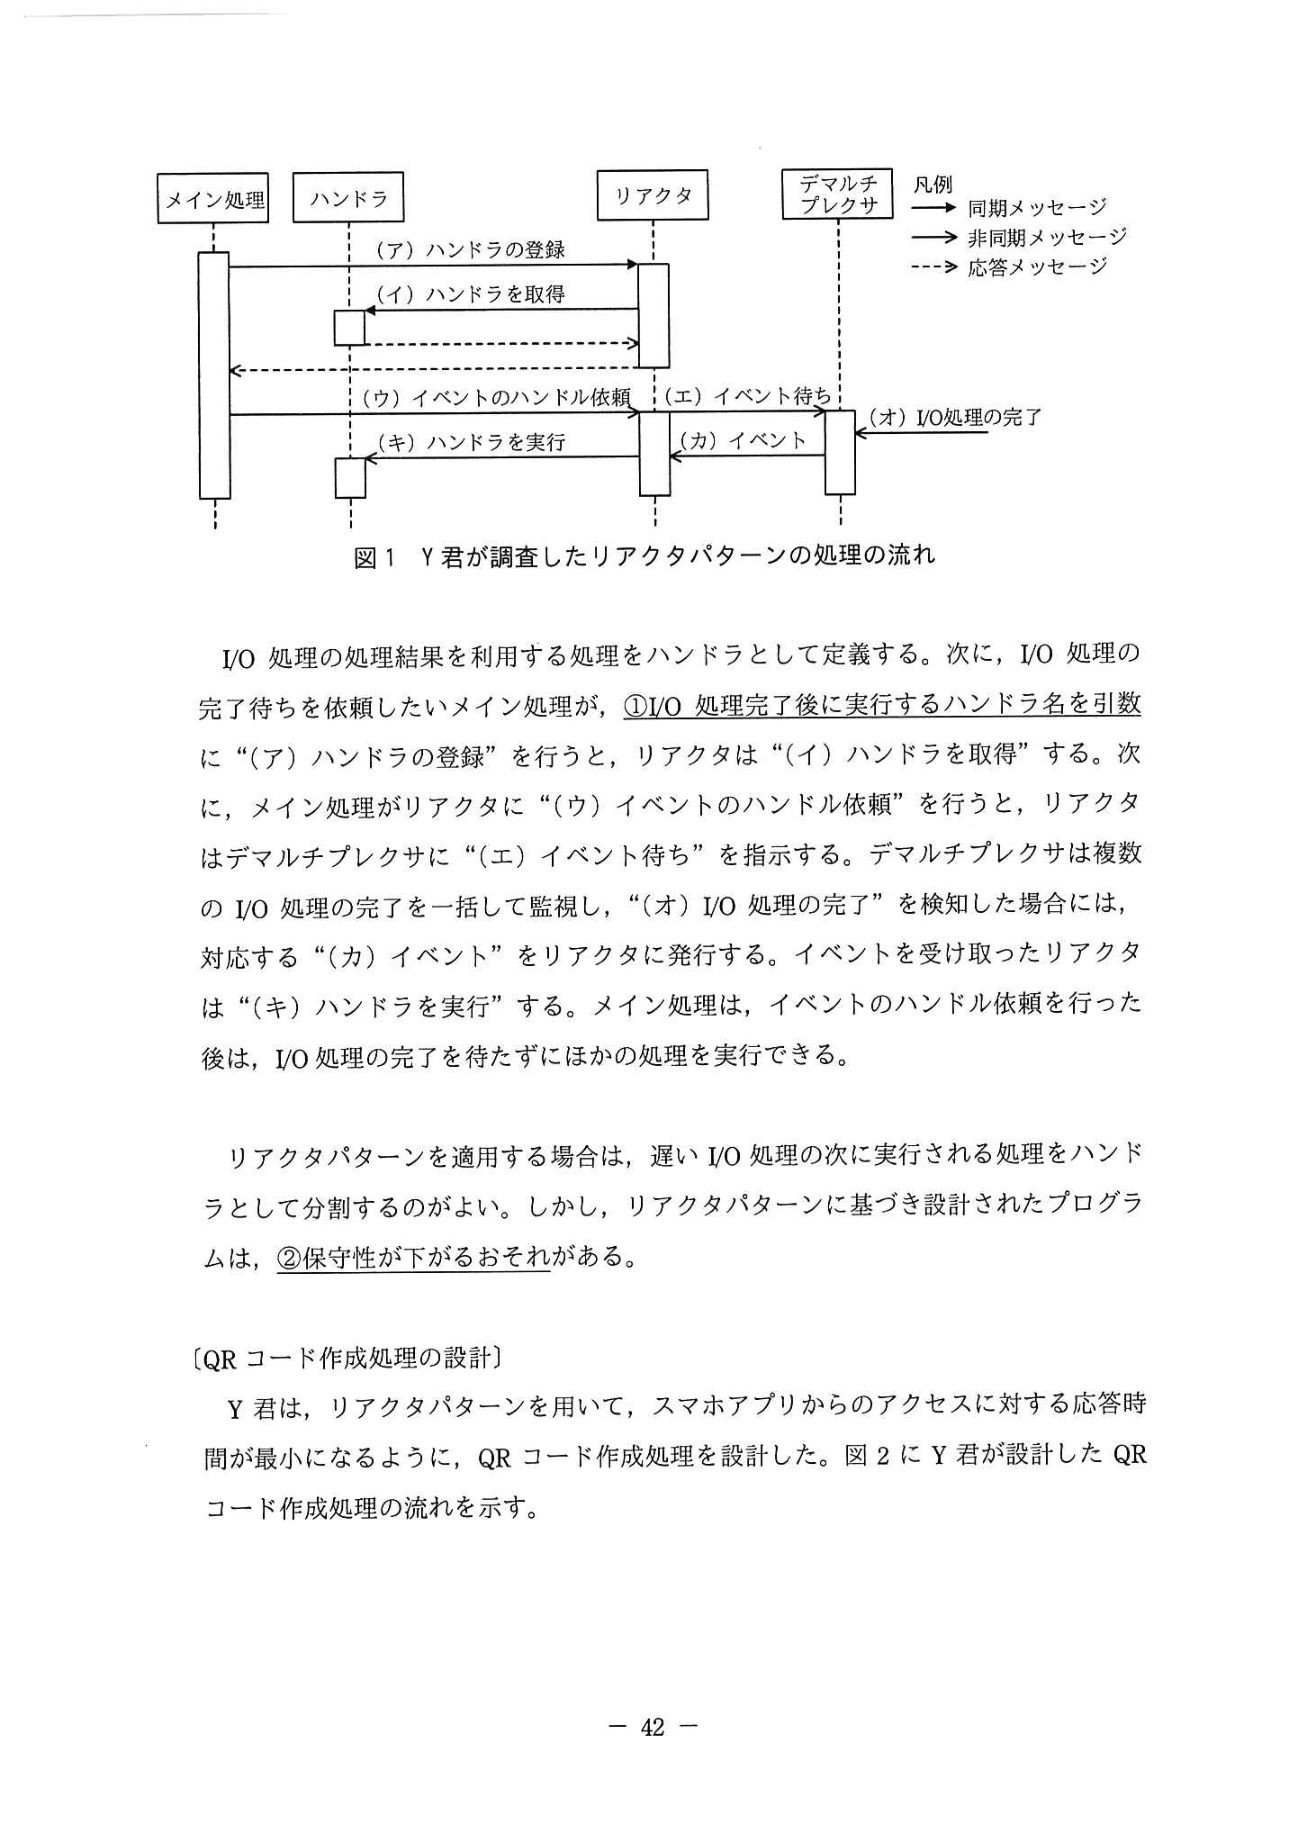 メイン処理 ハンドラ リアクタ デマルチ
プレクサ
凡例
同期メッセージ
非同期メッセージ
応答メッセージ
(ア) ハンドラの登録
(イ) ハンドラを取得
(ウ) イベントのハンドル依頼 (エ) イベント待ち
(オ) I/O処理の完了
(キ) ハンドラを実行 (カ) イベント
図1 Y君が調査したリアクタパターンの処理の流れ
I/O 処理の処理結果を利用する処理をハンドラとして定義する。次に，I/O 処理の
完了待ちを依頼したいメイン処理が，①I/O 処理完了後に実行するハンドラ名を引数
に“(ア) ハンドラの登録”を行うと，リアクタは“(イ) ハンドラを取得”する。次
に，メイン処理がリアクタに“(ウ) イベントのハンドル依頼”を行うと，リアクタ
はデマルチプレクサに“(エ) イベント待ち”を指示する。デマルチプレクサは複数
の I/O 処理の完了を一括して監視し，“(オ) I/O 処理の完了”を検知した場合には，
対応する“(カ) イベント”をリアクタに発行する。イベントを受け取ったリアクタ
は“(キ) ハンドラを実行”する。メイン処理は，イベントのハンドル依頼を行った
後は，I/O 処理の完了を待たずにほかの処理を実行できる。
リアクタパターンを適用する場合は，遅い I/O 処理の次に実行される処理をハンド
ラとして分割するのがよい。しかし，リアクタパターンに基づき設計されたプログラ
ムは，②保守性が下がるおそれがある。
〔QR コード作成処理の設計〕
Y 君は，リアクタパターンを用いて，スマホアプリからのアクセスに対する応答時
間が最小になるように，QR コード作成処理を設計した。図 2 に Y 君が設計した QR
コード作成処理の流れを示す。
－ 42 －